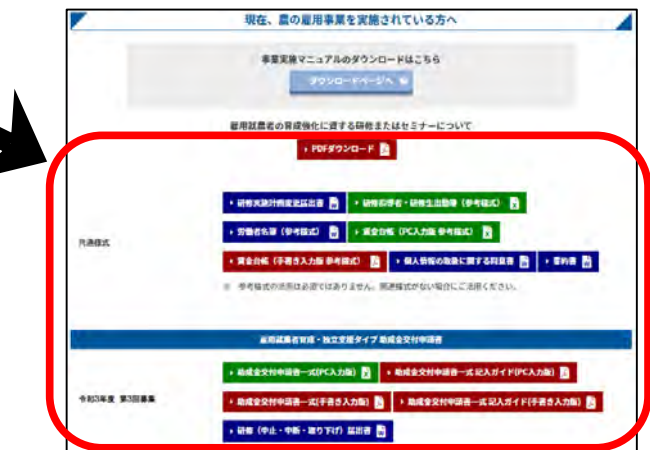 現在、農の雇用事業を実施されている方へ
事業実施マニュアルのダウンロードはこちら
ダウンロードページへ
雇用就農者の育成強化に資する研修またはセミナーについて
PDFダウンロード
研修実施計画変更届出書
研修指導者・研修生出勤簿（参考様式）
共通様式
労働者名簿（参考様式）
賃金台帳（PC入力版 参考様式）
賃金台帳（手書き入力版 参考様式）
個人情報の取扱に関する同意書
誓約書
※ 参考様式の活用は必須ではありません。関連様式がない場合にご活用ください。
雇用就農者育成・独立支援タイプ 助成金交付申請書
助成金交付申請書一式(PC入力版)
助成金交付申請書一式 記入ガイド(PC入力版)
令和3年度 第3回募集
助成金交付申請書一式(手書き入力版)
助成金交付申請書一式 記入ガイド(手書き入力版)
研修（中止・中断・取り下げ）届出書